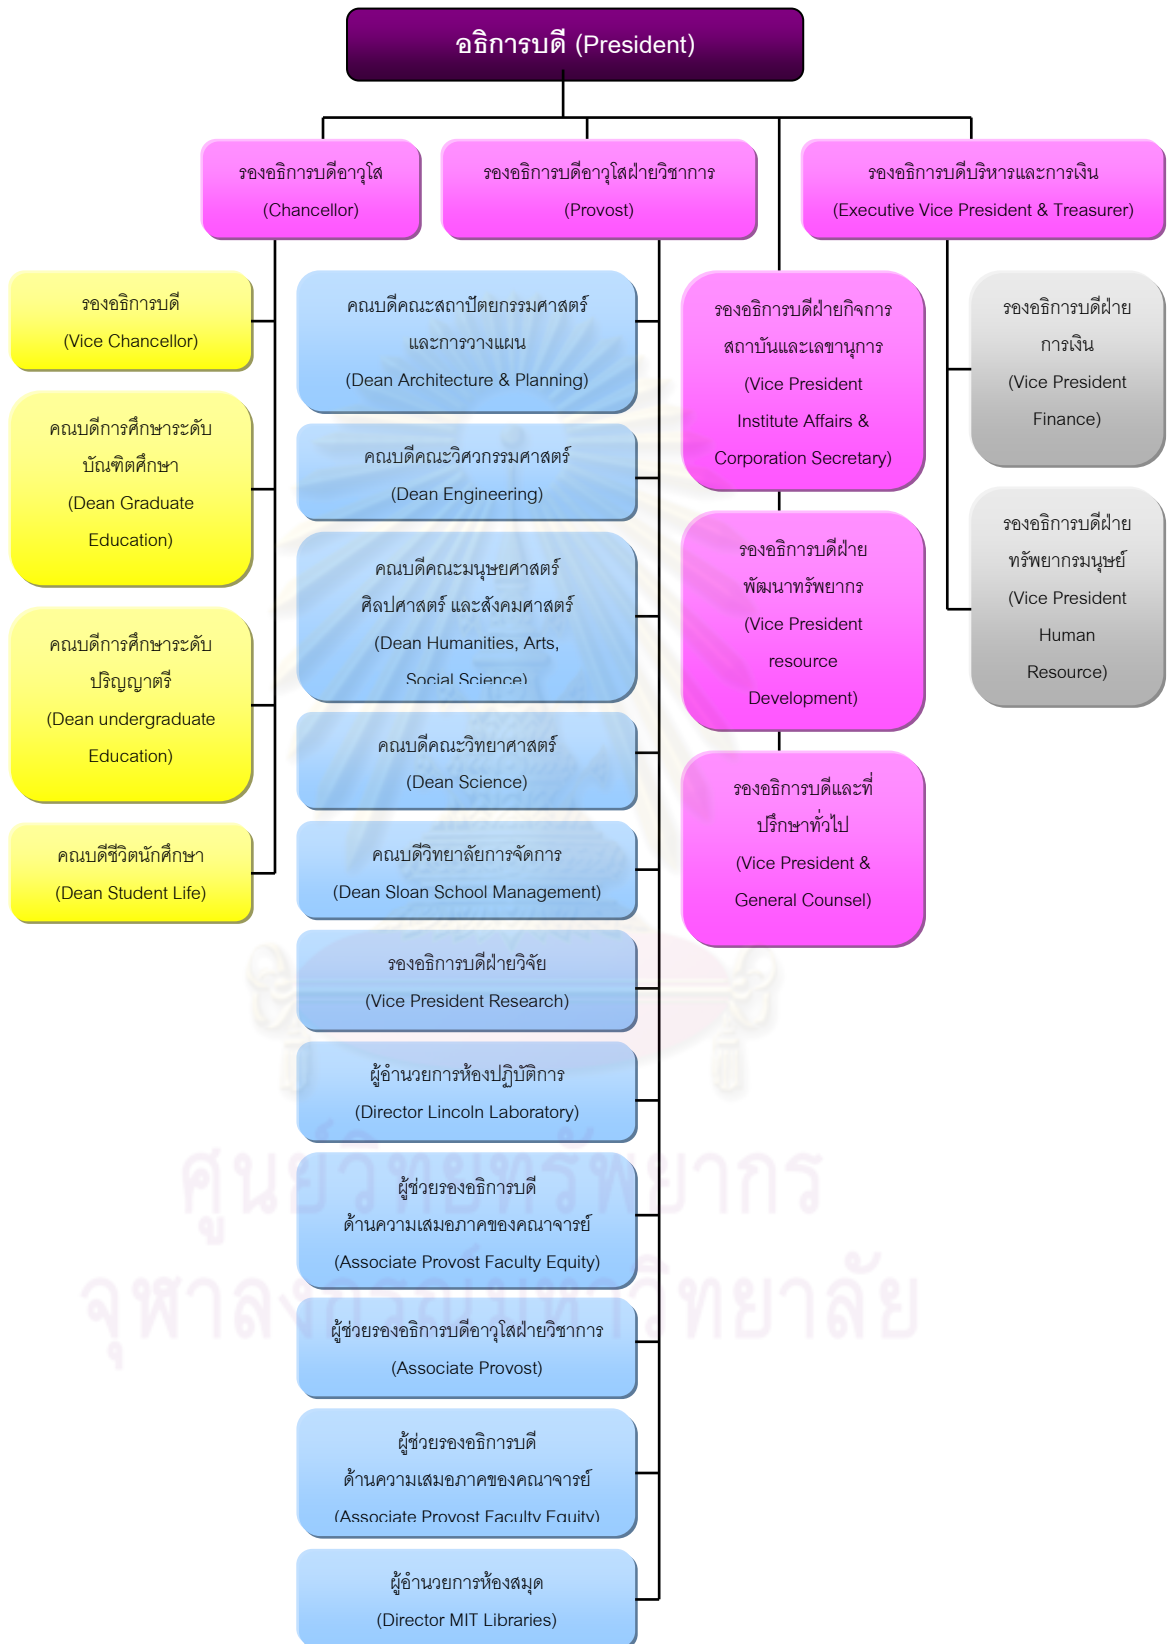 อธิการบดี (President)
รองอธิการบดีอาวุโส
(Chancellor)
รองอธิการบดีอาวุโสฝ่ายวิชาการ
(Provost)
รองอธิการบดีบริหารและการเงิน
(Executive Vice President & Treasurer)
รองอธิการบดี
(Vice Chancellor)
คณบดีการศึกษาระดับ
บัณฑิตศึกษา
(Dean Graduate
Education)
คณบดีการศึกษาระดับ
ปริญญาตรี
(Dean undergraduate
Education)
คณบดีชีวิตนักศึกษา
(Dean Student Life)
คณบดีคณะสถาปัตยกรรมศาสตร์
และการวางแผน
(Dean Architecture & Planning)
คณบดีคณะวิศวกรรมศาสตร์
(Dean Engineering)
คณบดีคณะมนุษยศาสตร์
ศิลปศาสตร์ และสังคมศาสตร์
(Dean Humanities, Arts,
Social Science)
คณบดีคณะวิทยาศาสตร์
(Dean Science)
คณบดีวิทยาลัยการจัดการ
(Dean Sloan School Management)
รองอธิการบดีฝ่ายวิจัย
(Vice President Research)
ผู้อำนวยการห้องปฏิบัติการ
(Director Lincoln Laboratory)
ผู้ช่วยรองอธิการบดี
ด้านความเสมอภาคของคณาจารย์
(Associate Provost Faculty Equity)
ผู้ช่วยรองอธิการบดีอาวุโสฝ่ายวิชาการ
(Associate Provost)
ผู้ช่วยรองอธิการบดี
ด้านความเสมอภาคของคณาจารย์
(Associate Provost Faculty Equity)
ผู้อำนวยการห้องสมุด
(Director MIT Libraries)
รองอธิการบดีฝ่ายกิจการ
สถาบันและเลขานุการ
(Vice President
Institute Affairs &
Corporation Secretary)
รองอธิการบดีฝ่าย
พัฒนาทรัพยากร
(Vice President
resource
Development)
รองอธิการบดีและที่
ปรึกษาทั่วไป
(Vice President &
General Counsel)
รองอธิการบดีฝ่าย
การเงิน
(Vice President
Finance)
รองอธิการบดีฝ่าย
ทรัพยากรมนุษย์
(Vice President
Human
Resource)
ศูนย์วิทยทรัพยากร
จุฬาลงกรณ์มหาวิทยาลัย